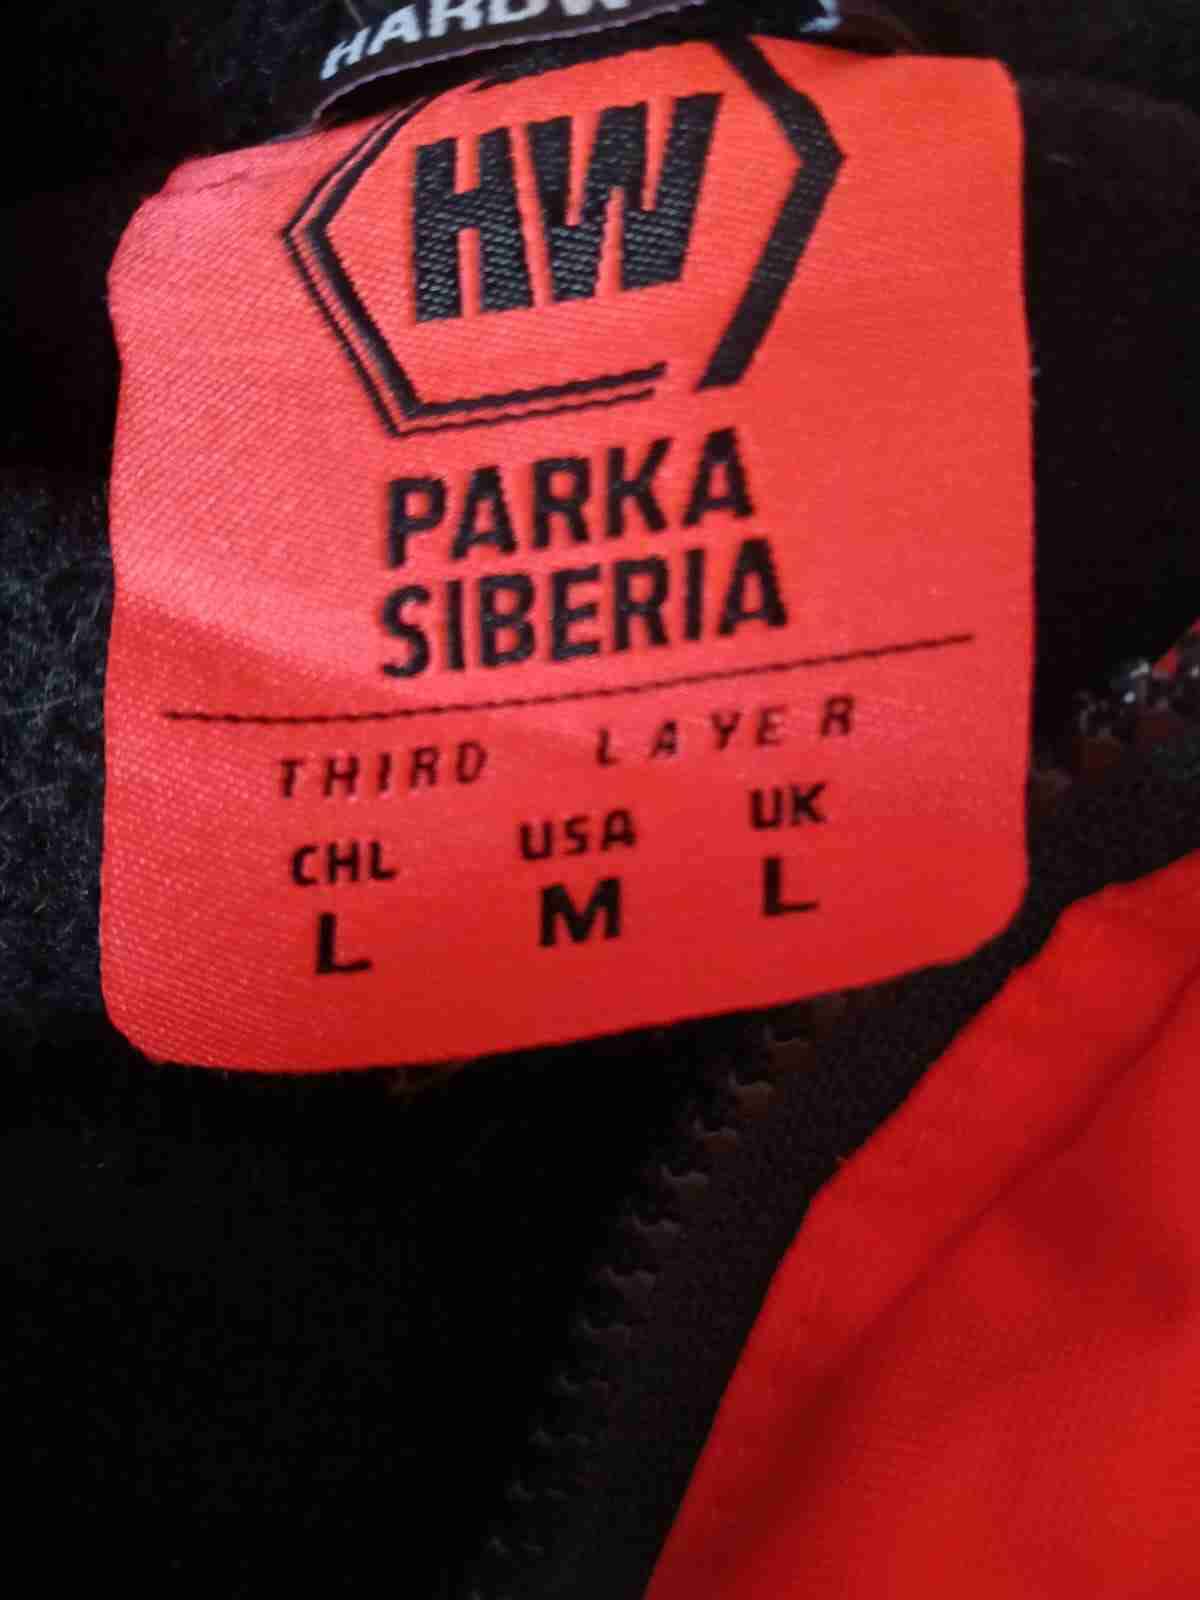 HW
PARKA
SIBERIA
THIRD LAYER
CHL USA UK
L M L